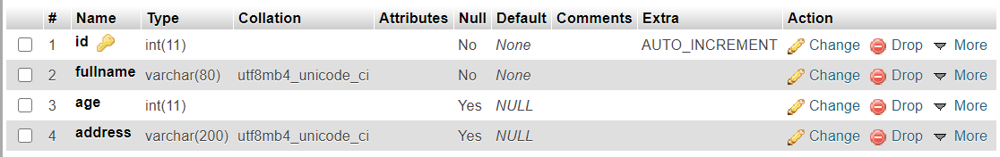 # Name Type Collation Attributes Null Default Comments Extra Action
1 id int(11) No None AUTO_INCREMENT Change Drop More
2 fullname varchar(80) utf8mb4_unicode_ci No None Change Drop More
3 age int(11) Yes NULL Change Drop More
4 address varchar(200) utf8mb4_unicode_ci Yes NULL Change Drop More